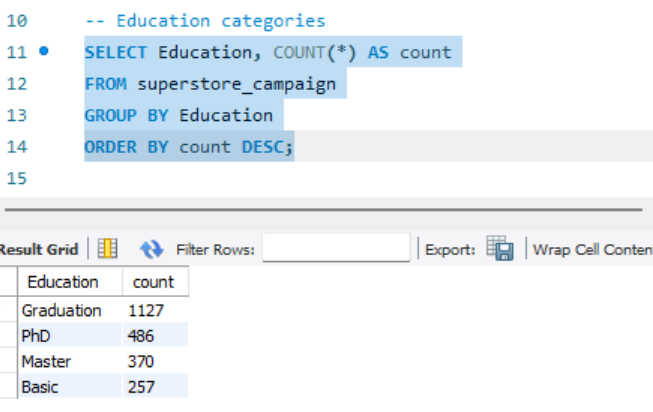 10 -- Education categories
11 SELECT Education, COUNT(*) AS count
12 FROM superstore_campaign
13 GROUP BY Education
14 ORDER BY count DESC;
15
Result Grid Filter Rows: Export: Wrap Cell Conten
Education count
Graduation 1127
PhD 486
Master 370
Basic 257